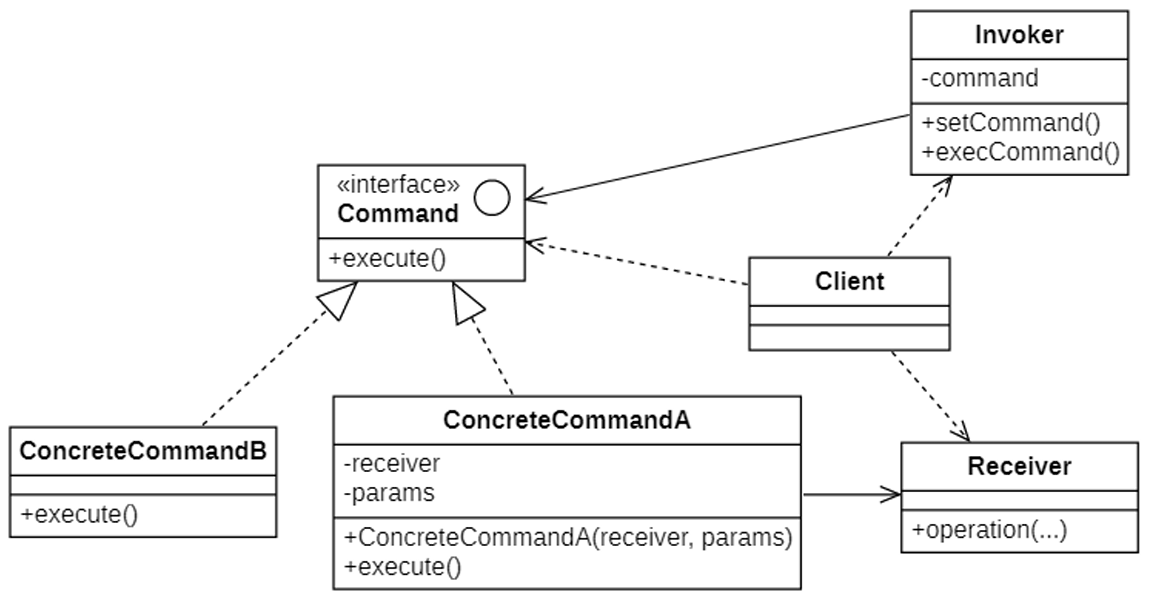 Invoker
-command
+setCommand()
+execCommand()
«interface»
Command
+execute()
Client
ConcreteCommandB
+execute()
ConcreteCommandA
-receiver
-params
+ConcreteCommandA(receiver, params)
+execute()
Receiver
+operation(...)